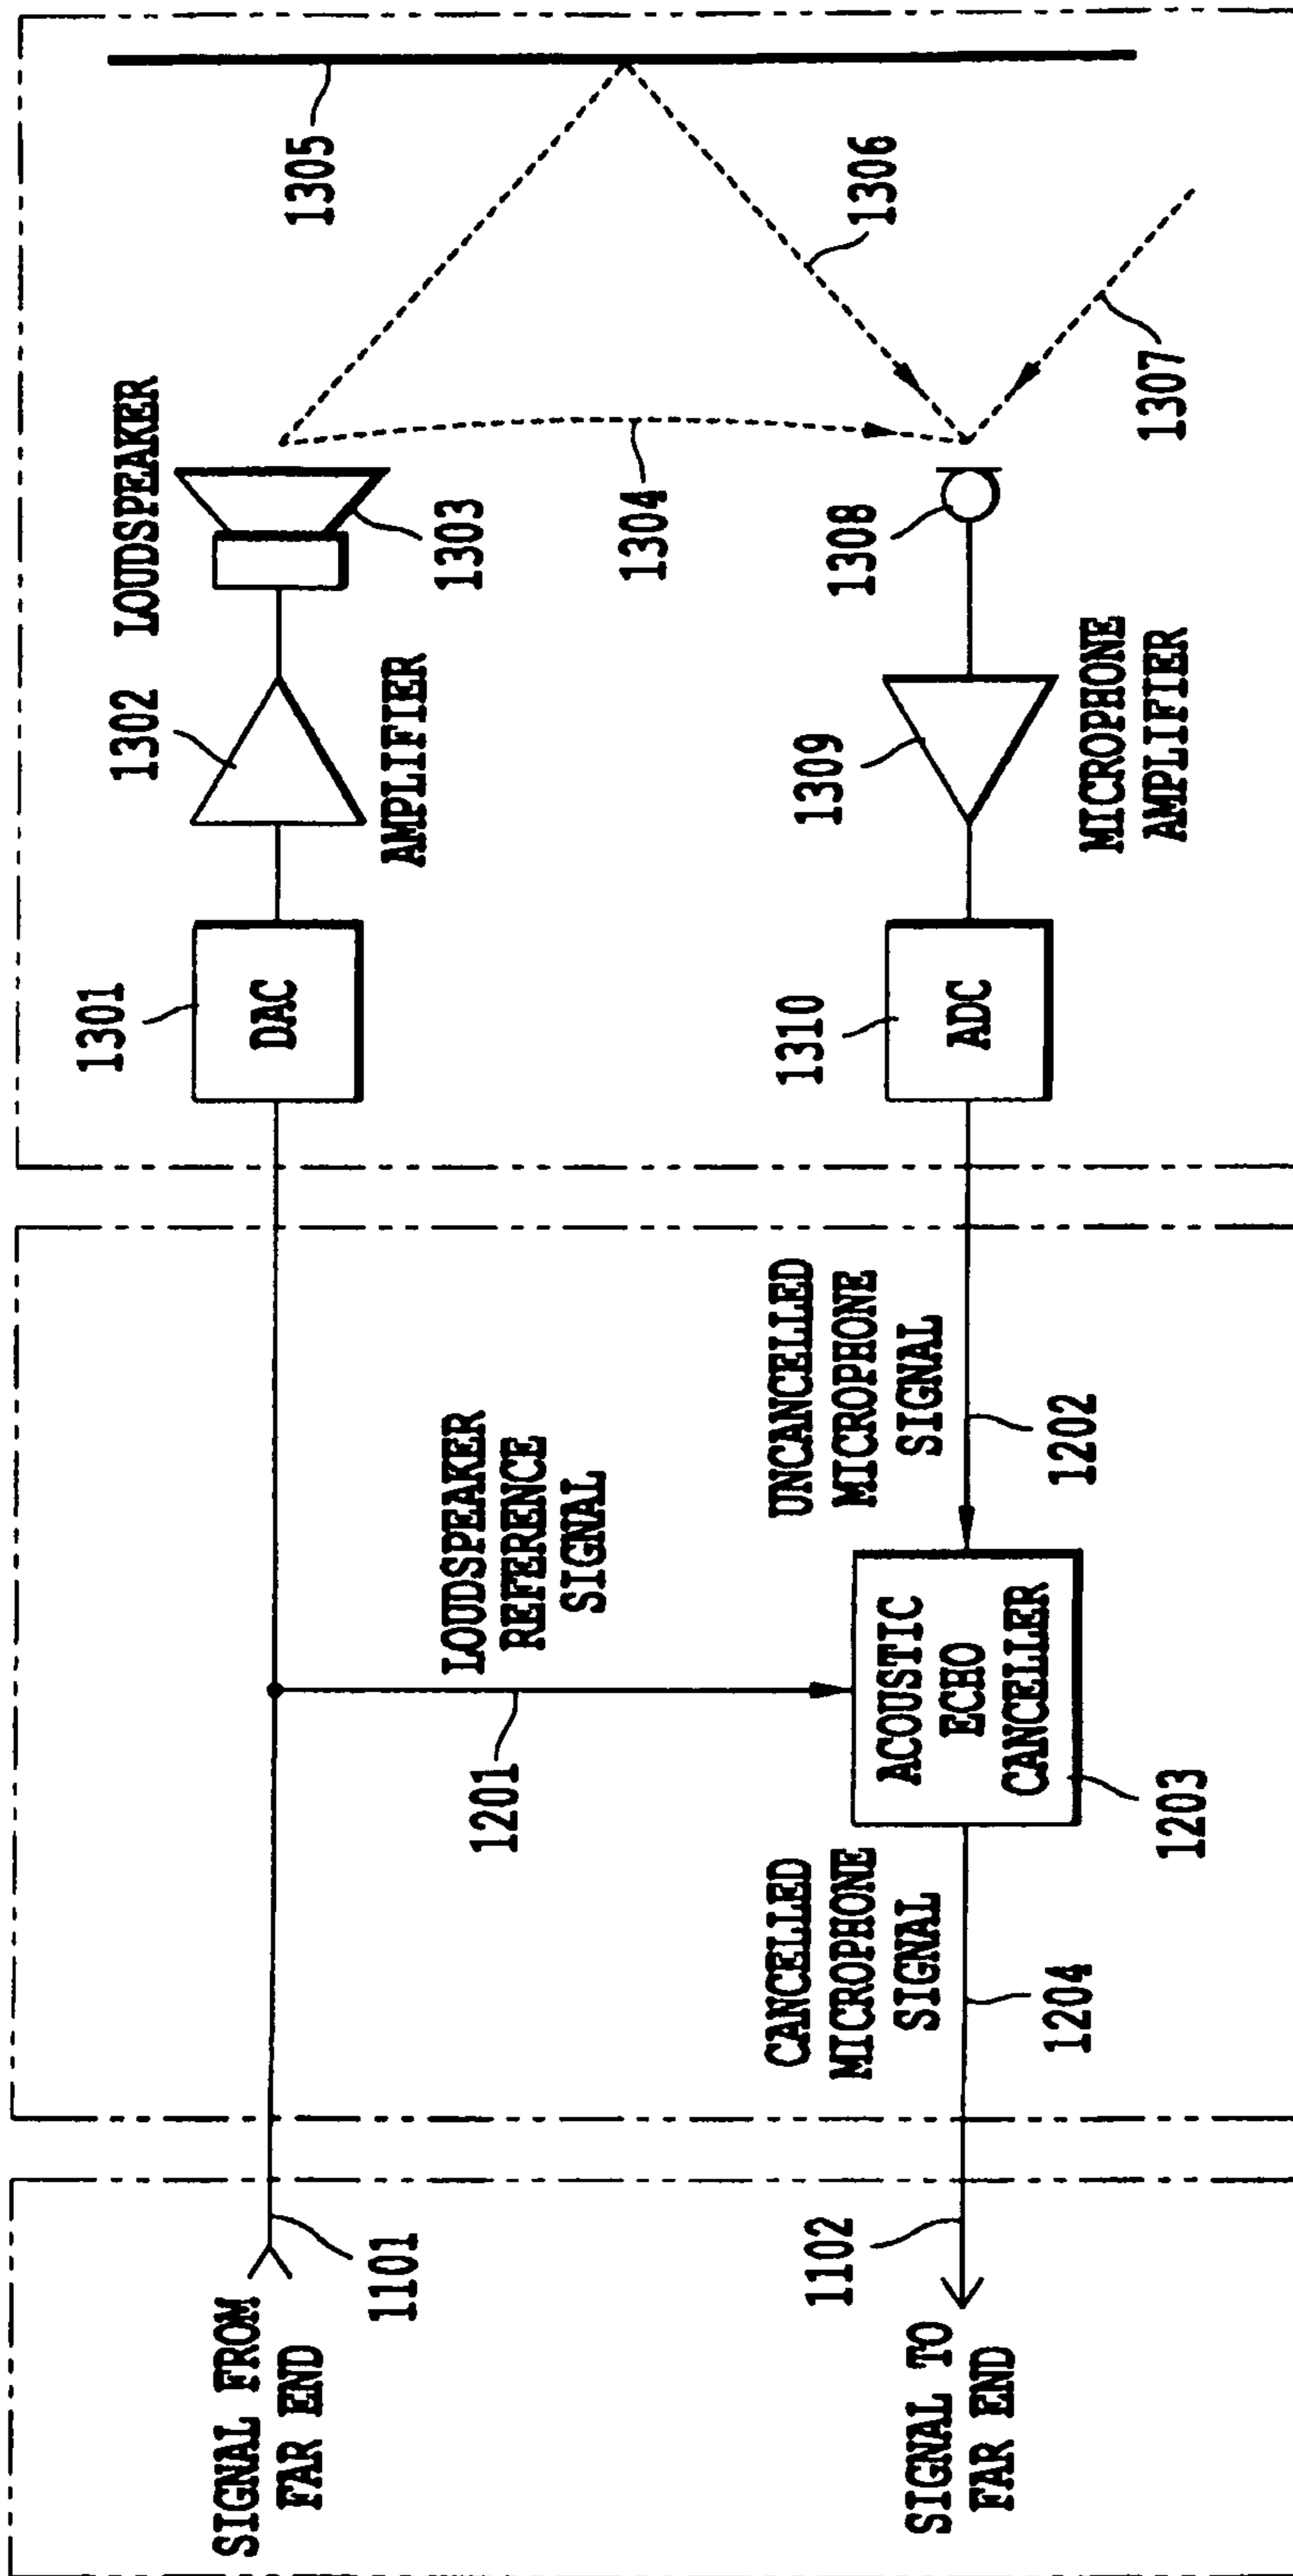 SIGNAL FROM
FAR END
1101
SIGNAL TO
FAR END
1102
LOUDSPEAKER
REFERENCE
SIGNAL
1201
CANCELLED
MICROPHONE
SIGNAL
1204
ACOUSTIC
ECHO
CANCELLER
1203
UNCANCELLED
MICROPHONE
SIGNAL
1202
1301
DAC
1302
AMPLIFIER
LOUDSPEAKER
1303
1304
1305
1306
1307
1308
1309
MICROPHONE
AMPLIFIER
1310
ADC